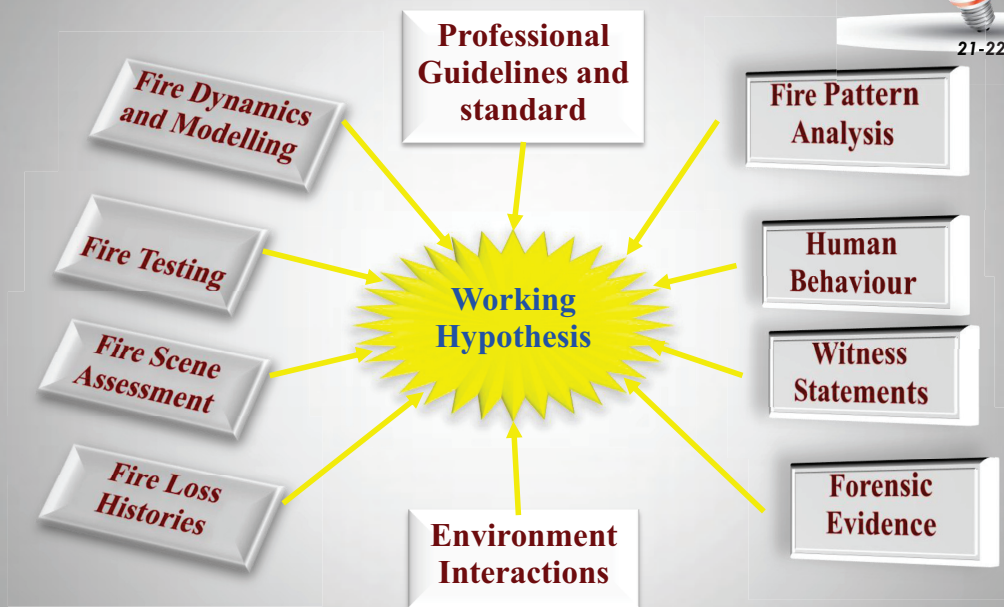 21-22
Professional
Guidelines and
standard
Fire Dynamics
and Modelling
Fire Pattern
Analysis
Fire Testing
Human
Behaviour
Working
Hypothesis
Fire Scene
Assessment
Witness
Statements
Fire Loss
Histories
Forensic
Evidence
Environment
Interactions